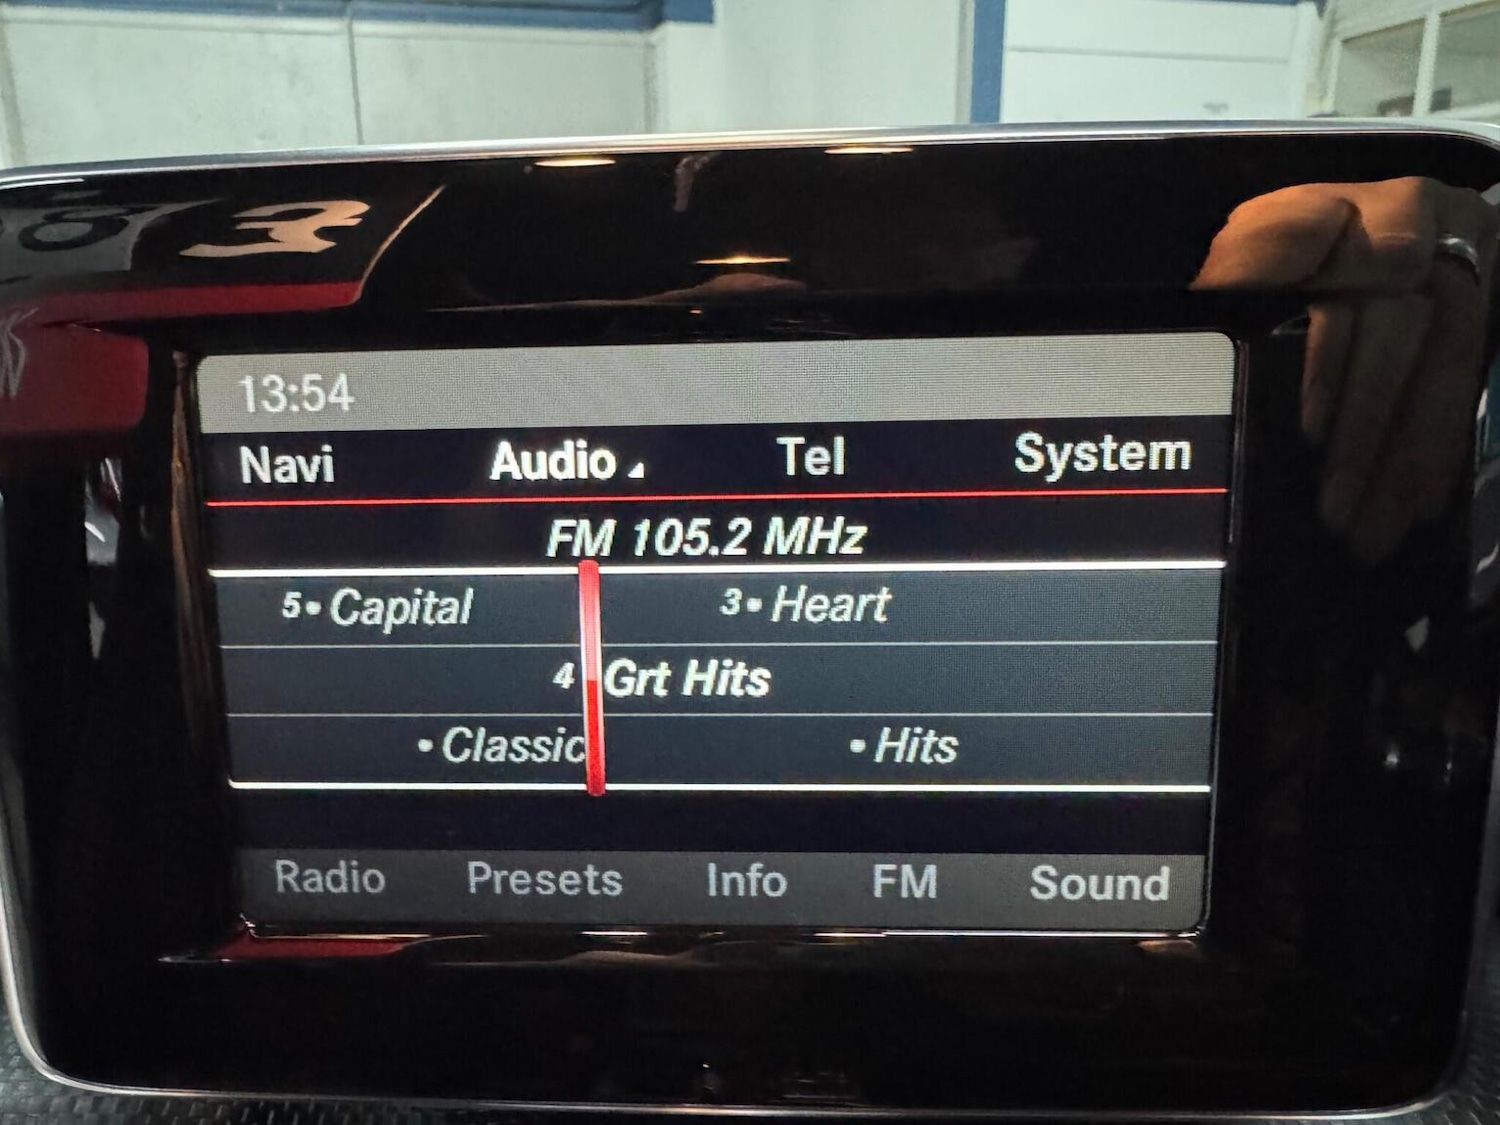 13:54
Navi Audio Tel System
FM 105.2 MHz
5 • Capital 3 • Heart
4 Grt Hits
• Classic • Hits
Radio Presets Info FM Sound